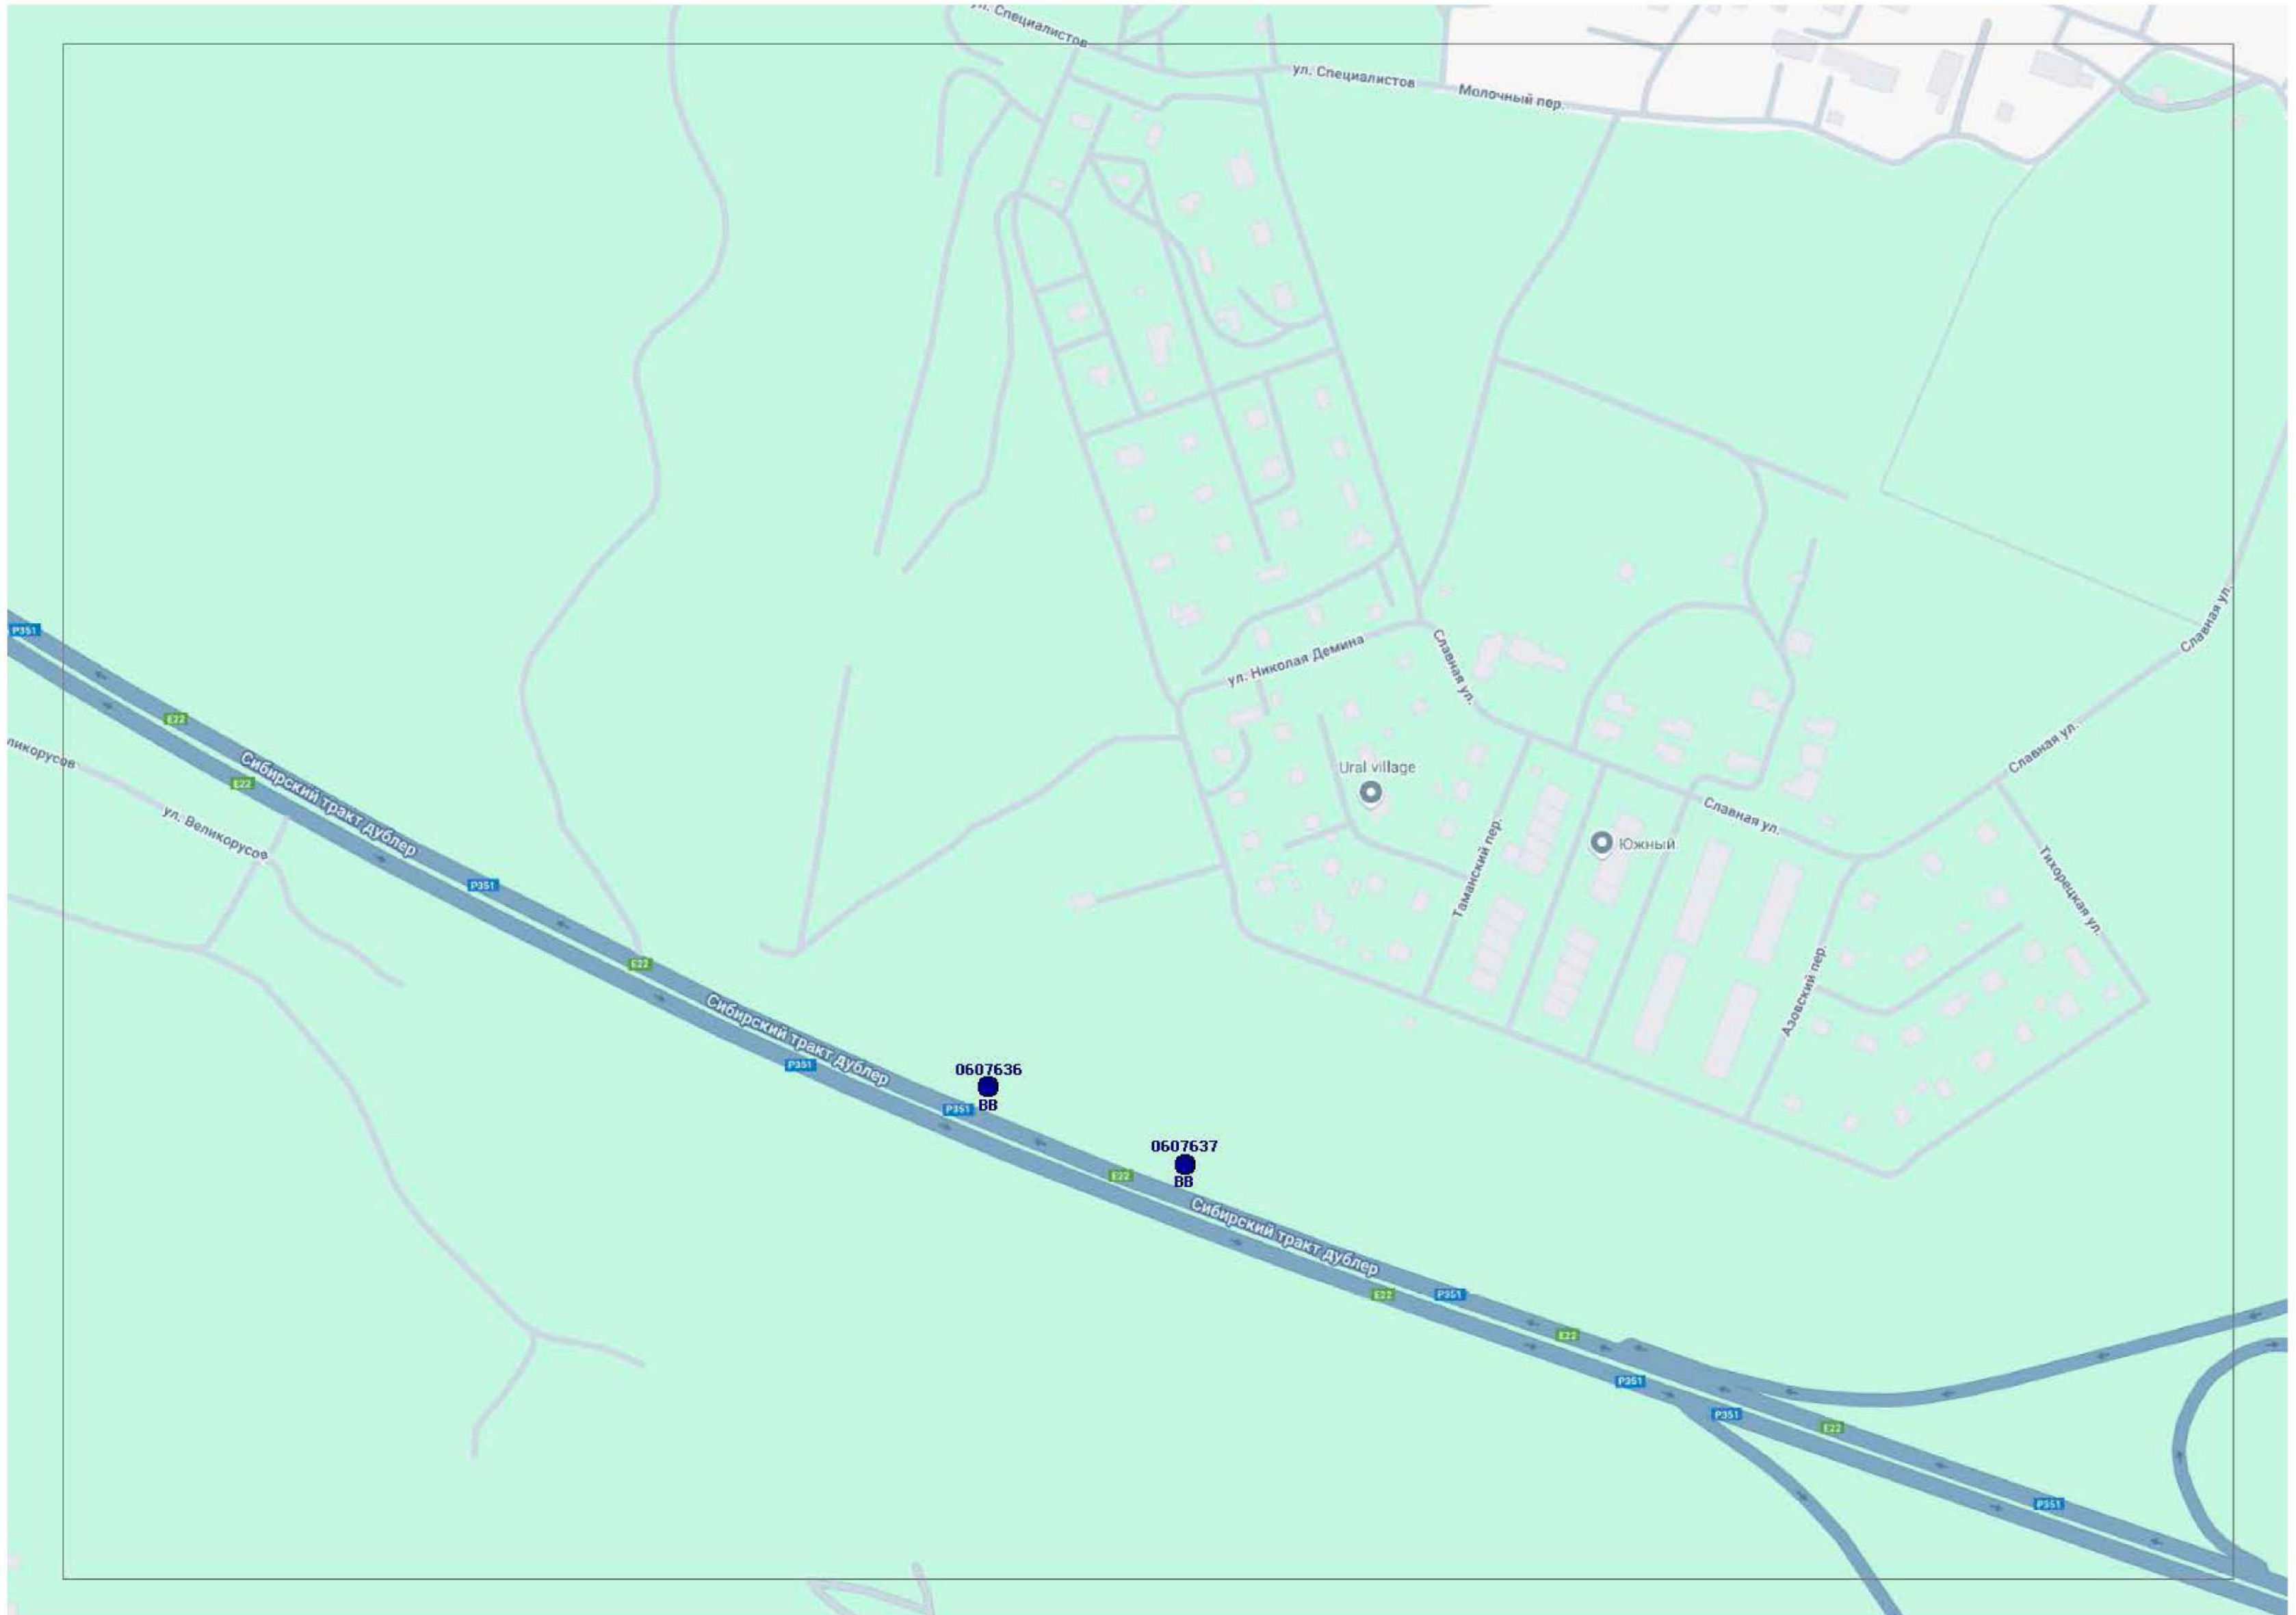 ул. Специалистов
ул. Специалистов
Молочный пер.
P351
ул. Николая Демина
Славная ул.
Славная ул.
E22
Славная ул.
ликорусов
E22
Сибирский тракт дублер
Ural village
ул. Великорусов
Славная ул.
Таманский пер.
Южный
Тихорецкая ул.
P351
E22
Азовский пер.
Сибирский тракт дублер
P351
0607636
P351
BB
0607637
E22
BB
Сибирский тракт дублер
E22
P351
E22
P351
P351
E22
P351